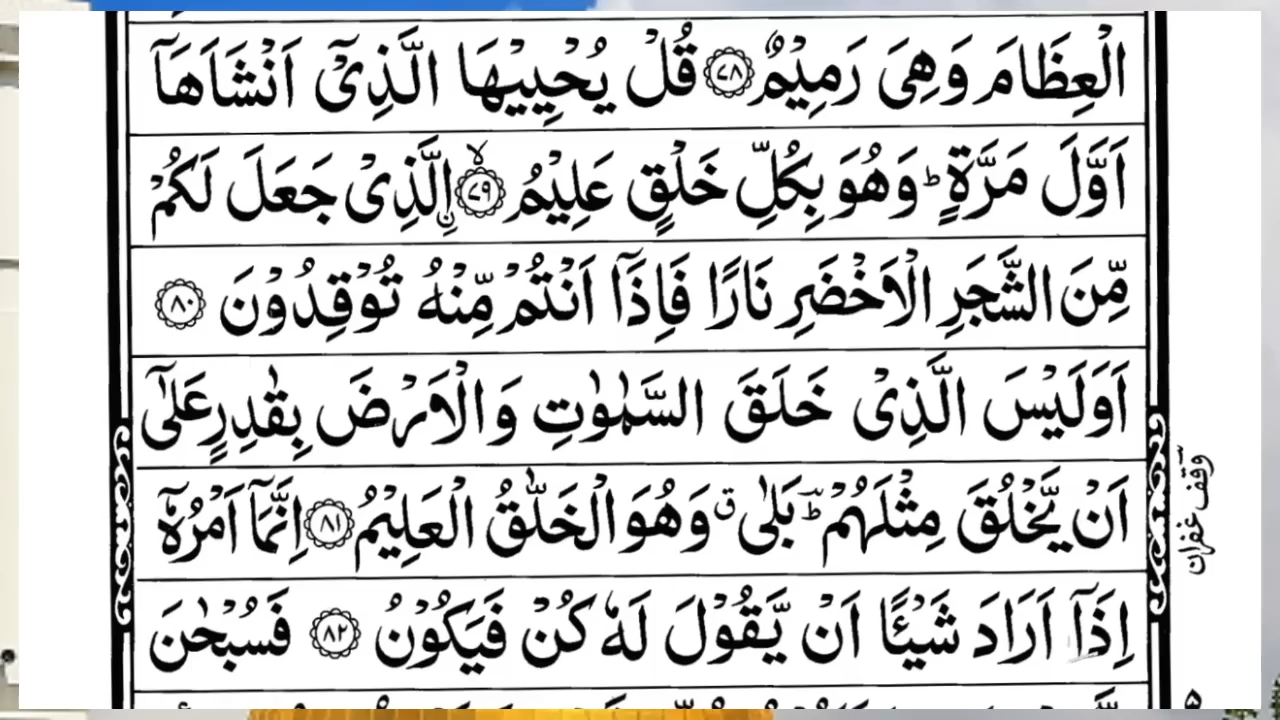 الْعِظَامَ وَهِىَ رَمِيْمٌ ۝٧٨ قُلْ يُحْيِيْهَا الَّذِىْۤ اَنْشَاَهَاۤ
اَوَّلَ مَرَّةٍ ؕ وَهُوَ بِكُلِّ خَلْقٍ عَلِيْمُ ۝٧٩ۙ اۨلَّذِىْ جَعَلَ لَكُمْ
مِّنَ الشَّجَرِ الْاَخْضَرِ نَارًا فَاِذَاۤ اَنْتُمْ مِّنْهُ تُوْقِدُوْنَ ۝٨٠
اَوَلَيْسَ الَّذِىْ خَلَقَ السَّمٰوٰتِ وَالْاَرْضَ بِقٰدِرٍ عَلٰۤى
اَنْ يَّخْلُقَ مِثْلَهُمْ ؕ بَلٰى ۗ وَهُوَ الْخَلّٰقُ الْعَلِيْمُ ۝٨١ اِنَّمَاۤ اَمْرُهٗۤ
وقف غفران
اِذَاۤ اَرَادَ شَيْـًٔـا اَنْ يَّقُوْلَ لَهٗ كُنْ فَيَكُوْنُ ۝٨٢ فَسُبْحٰنَ